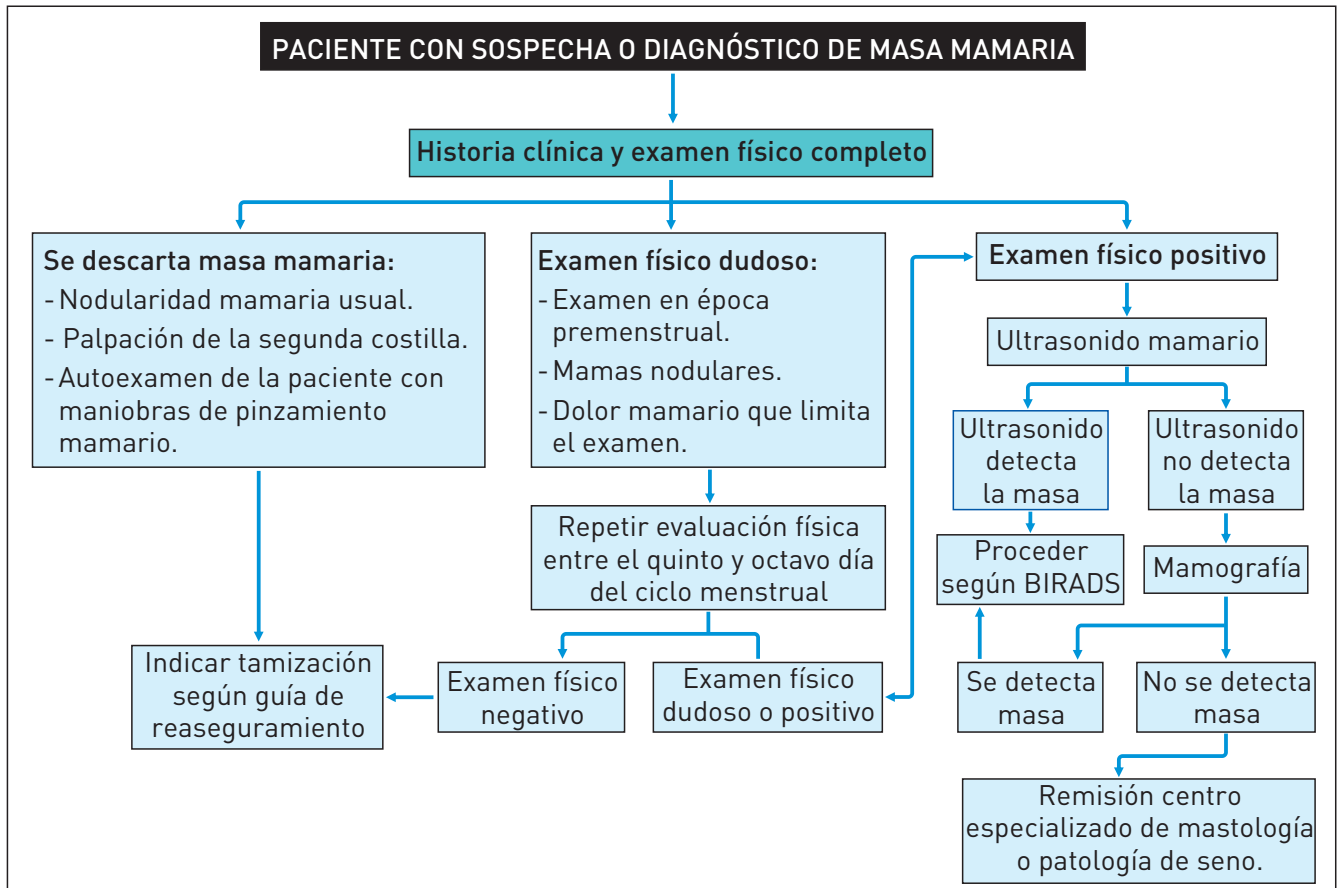 PACIENTE CON SOSPECHA O DIAGNÓSTICO DE MASA MAMARIA
Historia clínica y examen físico completo
Se descarta masa mamaria:
- Nodularidad mamaria usual.
- Palpación de la segunda costilla.
- Autoexamen de la paciente con
maniobras de pinzamiento
mamario.
Examen físico dudoso:
- Examen en época
premenstrual.
- Mamas nodulares.
- Dolor mamario que limita
el examen.
Examen físico positivo
Ultrasonido mamario
Ultrasonido
detecta
la masa
Ultrasonido
no detecta
la masa
Repetir evaluación física
entre el quinto y octavo día
del ciclo menstrual
Proceder
según BIRADS
Mamografía
Indicar tamización
según guía de
reaseguramiento
Examen físico
negativo
Examen físico
dudoso o positivo
Se detecta
masa
No se detecta
masa
Remisión centro
especializado de mastología
o patología de seno.